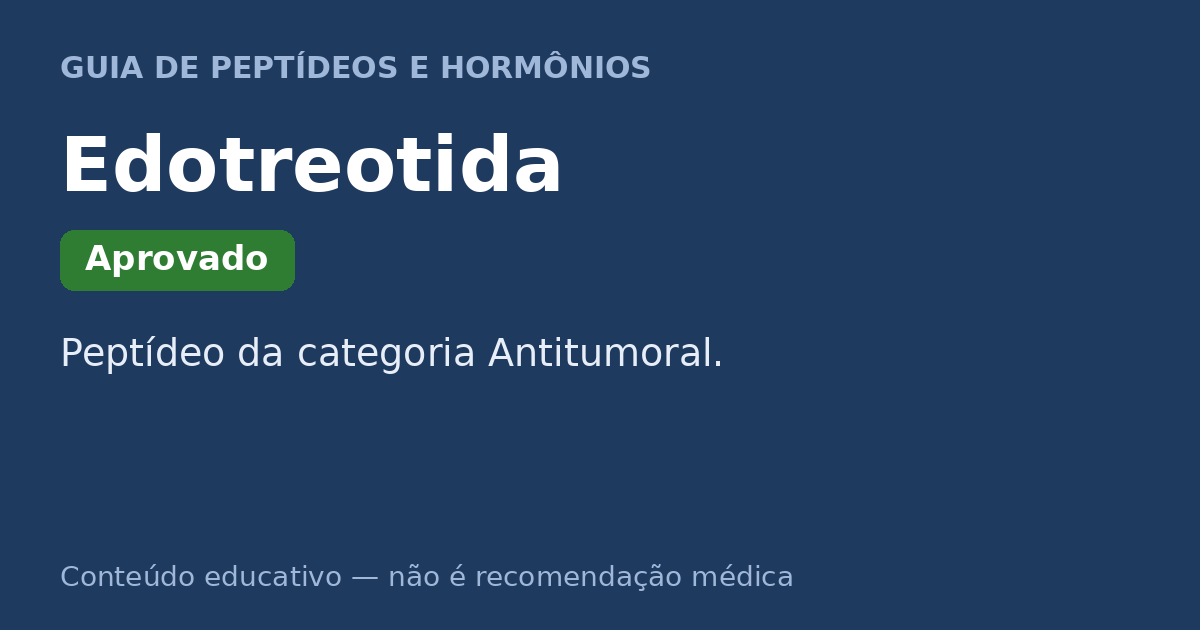 GUIA DE PEPTÍDEOS E HORMÔNIOS
Edotreotida
Aprovado
Peptídeo da categoria Antitumoral.
Conteúdo educativo — não é recomendação médica